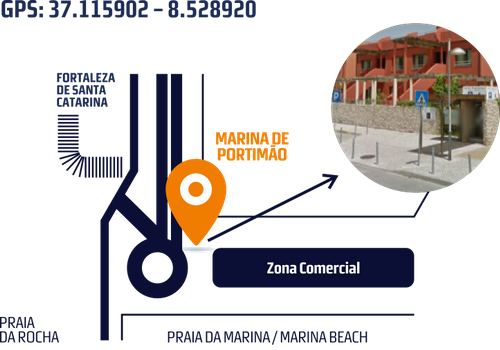 GPS: 37.115902 – 8.528920
FORTALEZA
DE SANTA
CATARINA
MARINA DE
PORTIMÃO
Zona Comercial
PRAIA
DA ROCHA
PRAIA DA MARINA / MARINA BEACH